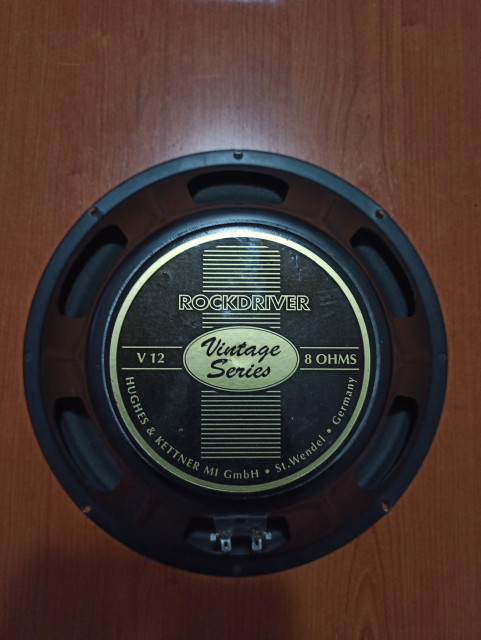 ROCKDRIVER
V 12
Vintage
Series
8 OHMS
HUGHES & KETTNER MI GmbH • St.Wendel • Germany